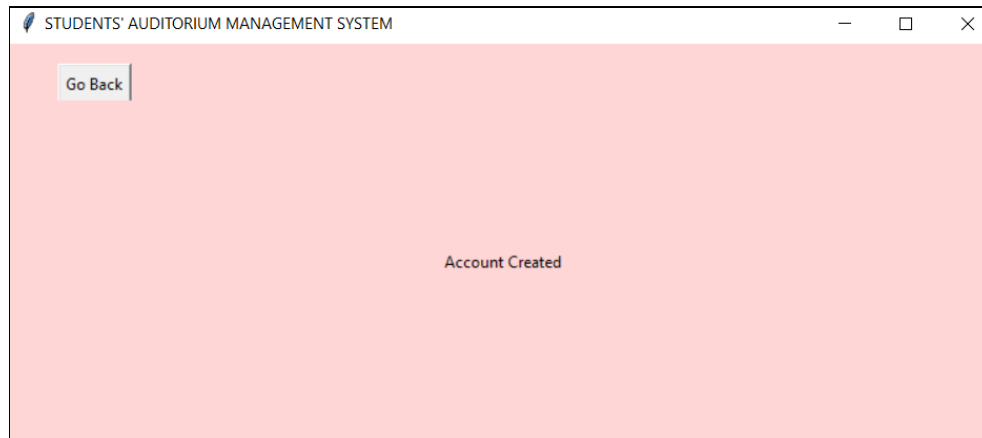 STUDENTS' AUDITORIUM MANAGEMENT SYSTEM
Go Back
Account Created